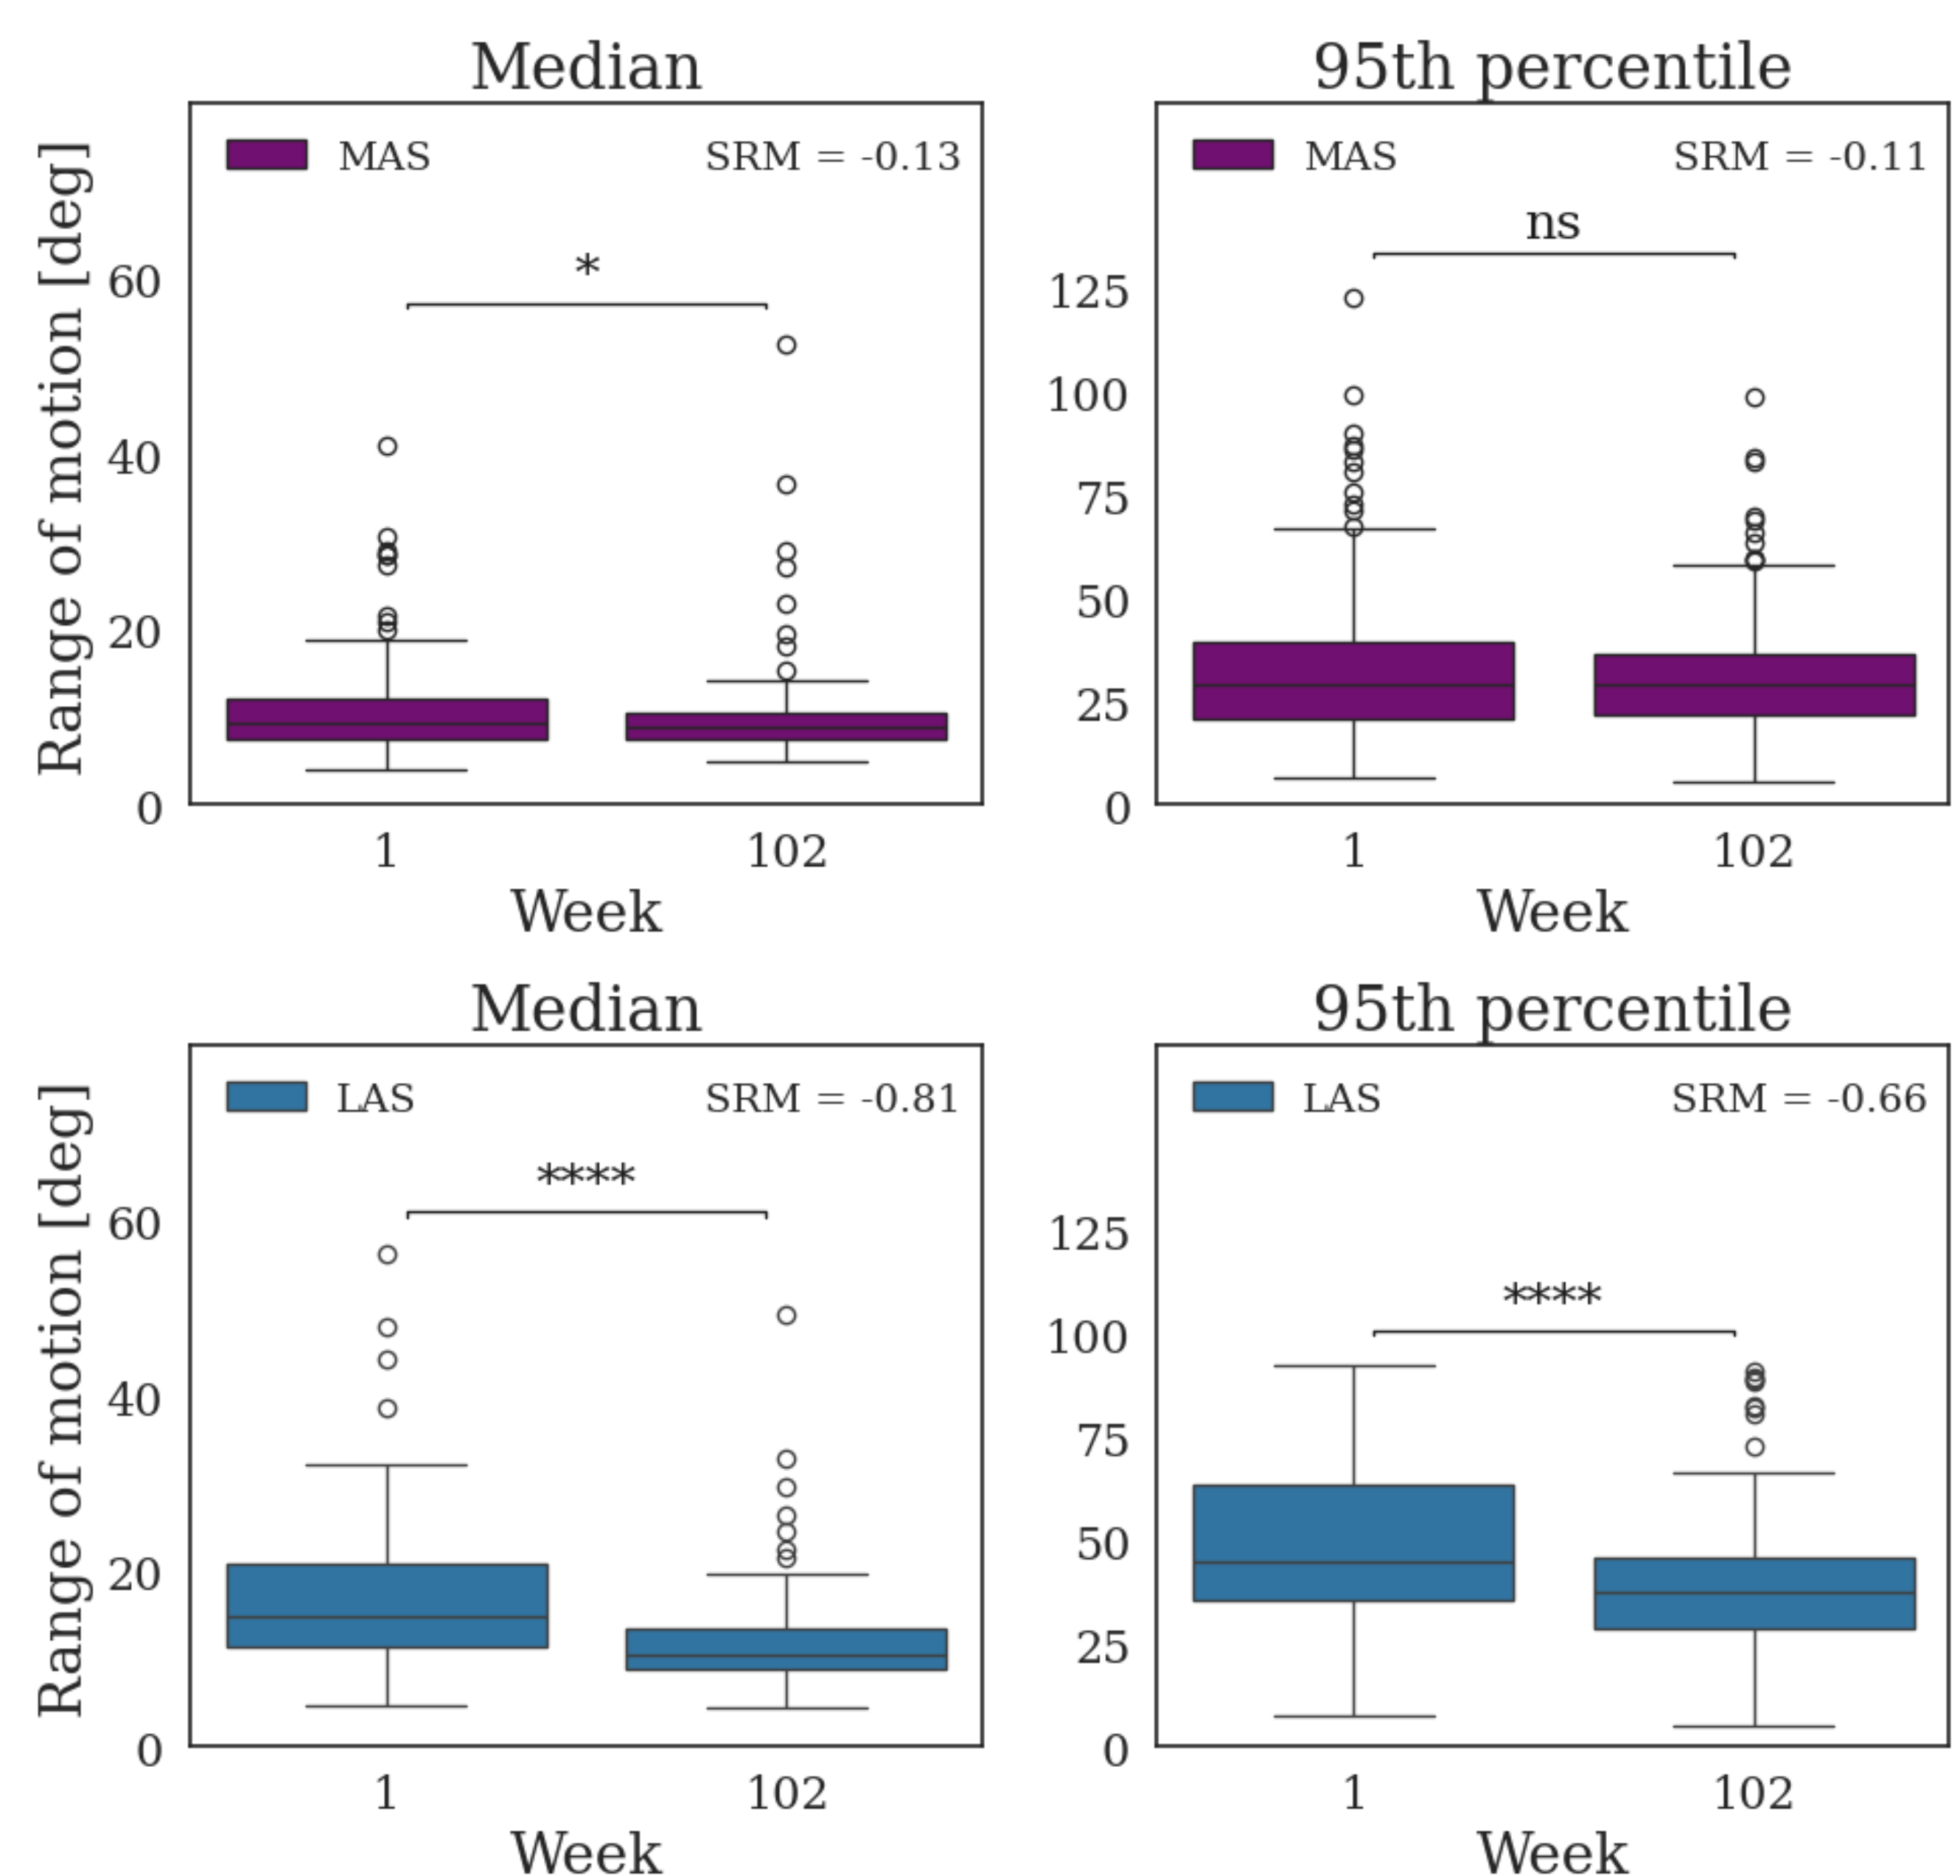 Median
MAS SRM = -0.13
*
Range of motion [deg]
60
40
20
0
1 102
Week
95th percentile
MAS SRM = -0.11
ns
125
100
75
50
25
0
1 102
Week
Median
LAS SRM = -0.81
****
Range of motion [deg]
60
40
20
0
1 102
Week
95th percentile
LAS SRM = -0.66
****
125
100
75
50
25
0
1 102
Week